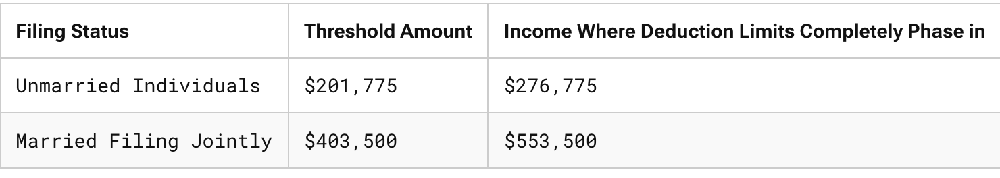 Filing Status Threshold Amount Income Where Deduction Limits Completely Phase in
Unmarried Individuals $201,775 $276,775
Married Filing Jointly $403,500 $553,500